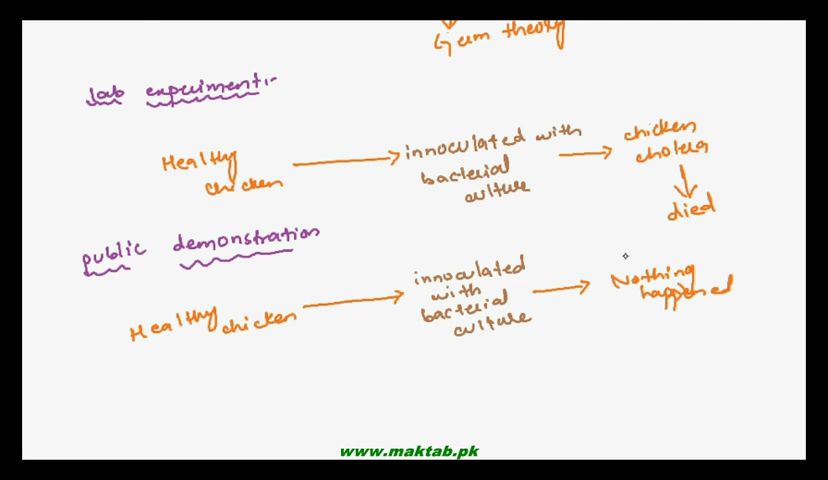 Germ theory
lab experiment:-
Healthy
chicken
innoculated with
bacterial
culture
chicken
cholera
died
public demonstration
Healthy chicken
innoculated
with
bacterial
culture
Nothing
happened
www.maktab.pk